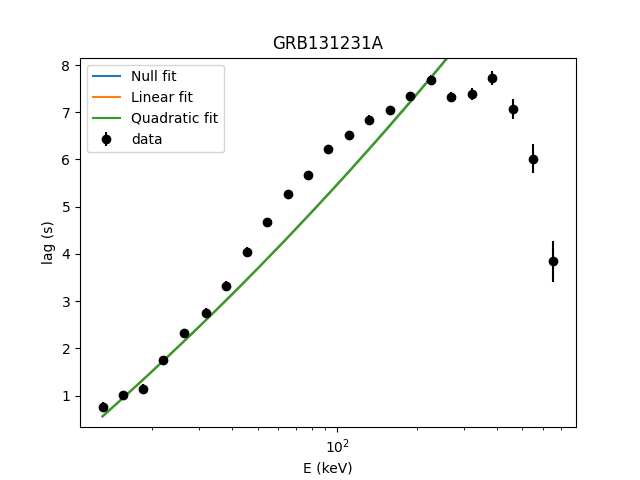 GRB131231A
Null fit
Linear fit
Quadratic fit
data
lag (s)
8
7
6
5
4
3
2
1
10²
E (keV)